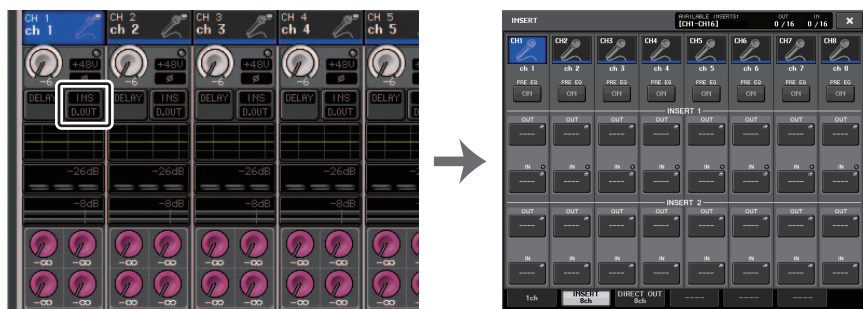 CH 1 CH 2 CH 3 CH 4 CH 5
ch 1 ch 2 ch 3 ch 4 ch 5
+48V +48V +48V +48V
-6 -6 -6 -6 -6
Ø Ø Ø Ø
DELAY INS DELAY INS DELAY INS DELAY INS DELAY
D.OUT D.OUT D.OUT D.OUT
-26dB -26dB -26dB -26dB
-8dB -8dB -8dB -8dB
-∞ -∞ -∞ -∞ -∞ -∞ -∞ -∞ -∞ -∞
-∞ -∞ -∞ -∞ -∞ -∞ -∞ -∞ -∞ -∞
INSERT
AVAILABLE INSERTS: OUT IN
[CH1-CH16] 0/16 0/16 ×
CH1 CH2 CH3 CH4 CH5 CH6 CH7 CH8
ch 1 ch 2 ch 3 ch 4 ch 5 ch 6 ch 7 ch 8
PRE EQ PRE EQ PRE EQ PRE EQ PRE EQ PRE EQ PRE EQ PRE EQ
ON ON ON ON ON ON ON ON
INSERT 1
OUT OUT OUT OUT OUT OUT OUT OUT
---- ---- ---- ---- ---- ---- ---- ----
IN IN IN IN IN IN IN IN
---- ---- ---- ---- ---- ---- ---- ----
INSERT 2
OUT OUT OUT OUT OUT OUT OUT OUT
---- ---- ---- ---- ---- ---- ---- ----
IN IN IN IN IN IN IN IN
---- ---- ---- ---- ---- ---- ---- ----
1ch INSERT 8ch DIRECT OUT 8ch ---- ---- ----